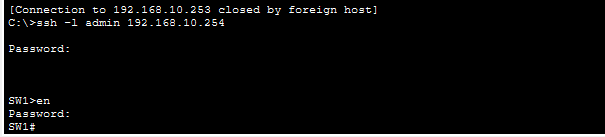 [Connection to 192.168.10.253 closed by foreign host]
C:\>ssh -l admin 192.168.10.254
Password:
SW1>en
Password:
SW1#